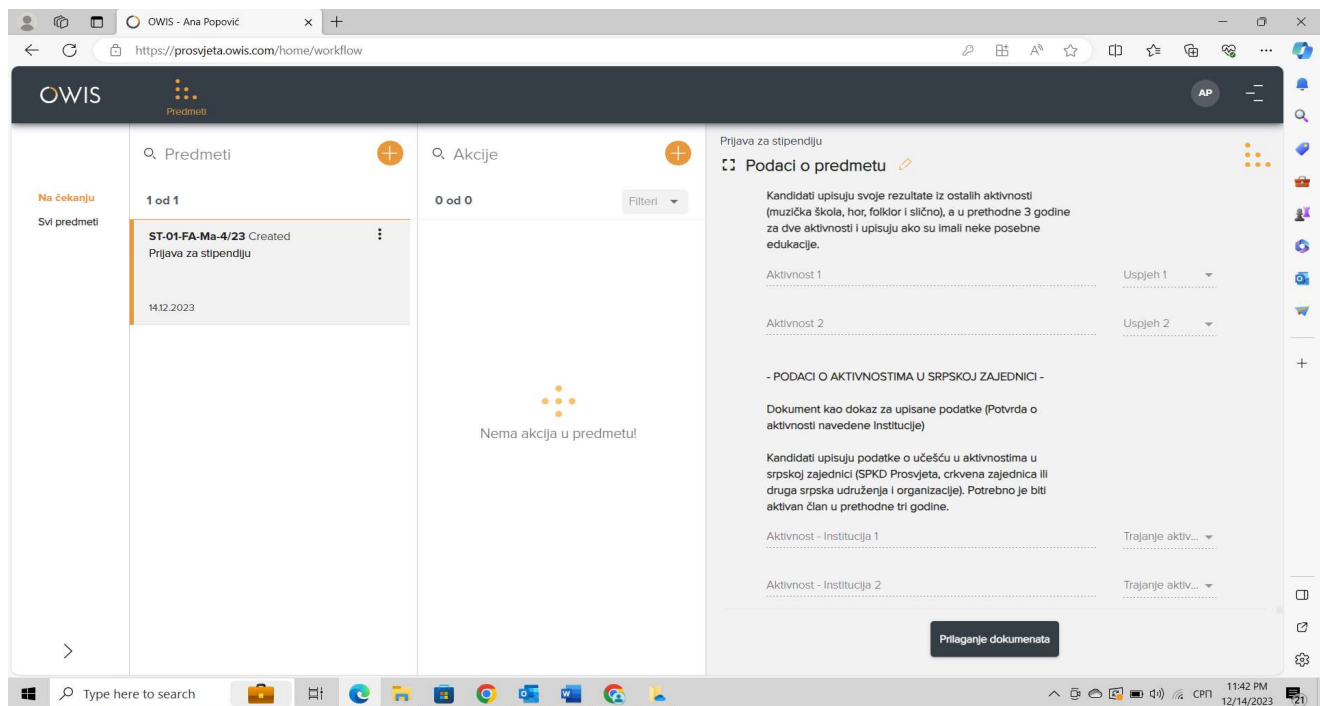 OWIS - Ana Popović
https://prosvjeta.owis.com/home/workflow
OWIS
Predmeti
AP
Na čekanju
Svi predmeti
Predmeti
1 od 1
ST-01-FA-Ma-4/23 Created
Prijava za stipendiju
14.12.2023
Akcije
0 od 0
Filteri
Nema akcija u predmetu!
Prijava za stipendiju
Podaci o predmetu
Kandidati upisuju svoje rezultate iz ostalih aktivnosti
(muzička škola, hor, folklor i slično), a u prethodne 3 godine
za dve aktivnosti i upisuju ako su imali neke posebne
edukacije.
Aktivnost 1
Uspjeh 1
Aktivnost 2
Uspjeh 2
- PODACI O AKTIVNOSTIMA U SRPSKOJ ZAJEDNICI -
Dokument kao dokaz za upisane podatke (Potvrda o
aktivnosti navedene Institucije)
Kandidati upisuju podatke o učešću u aktivnostima u
srpskoj zajednici (SPKD Prosvjeta, crkvena zajednica ili
druga srpska udruženja i organizacije). Potrebno je biti
aktivan član u prethodne tri godine.
Aktivnost - Institucija 1
Trajanje aktiv...
Aktivnost - Institucija 2
Trajanje aktiv...
Prilaganje dokumenata
Type here to search
СРП
11:42 PM
12/14/2023
21